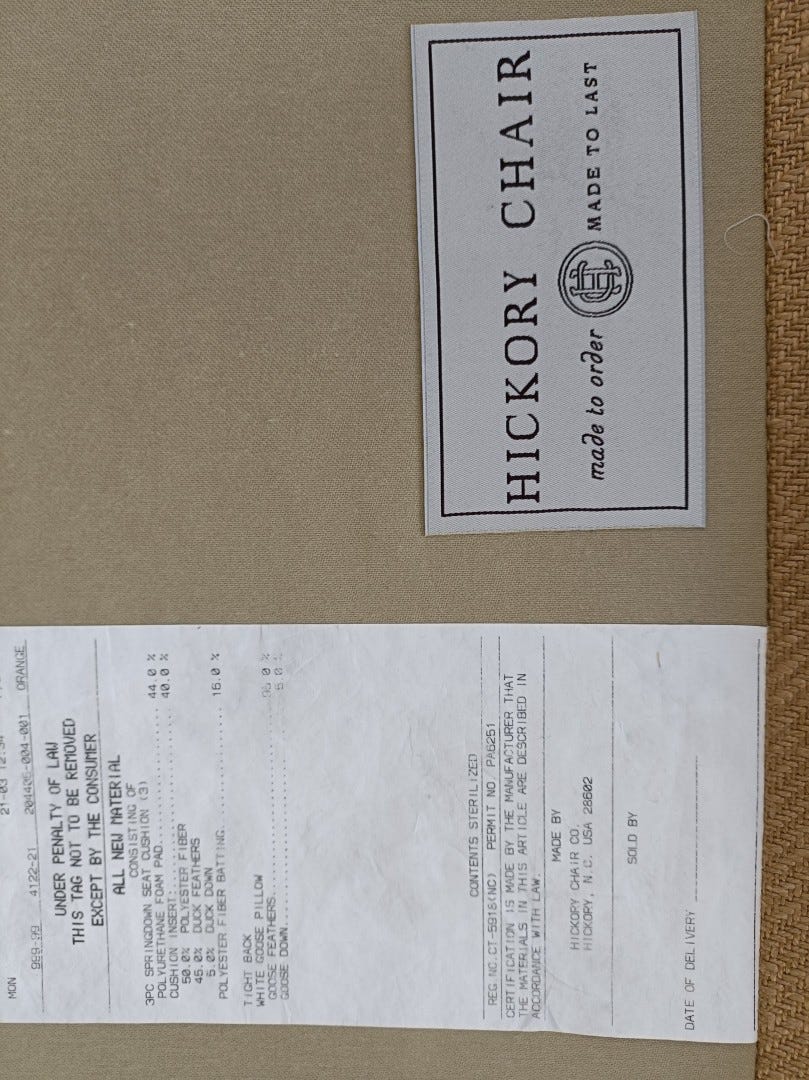 HICKORY CHAIR
made to order MADE TO LAST
MON 21-03
999-99 4122-21 ORANGE
UNDER PENALTY OF LAW
THIS TAG NOT TO BE REMOVED
EXCEPT BY THE CONSUMER
ALL NEW MATERIAL
CONSISTING OF
3PC SPRINGDOWN SEAT CUSHION (3)
POLYURETHANE FOAM PAD 44.0 %
CUSHION INSERT: 40.0 %
50.0% POLYESTER FIBER
45.0% DUCK FEATHERS
5.0% DUCK DOWN
POLYESTER FIBER BATTING 16.0 %
TIGHT BACK
WHITE GOOSE PILLOW
GOOSE FEATHERS %
GOOSE DOWN 5.0 %
CONTENTS STERILIZED
REG.NO.CT-5918(NC) PERMIT NO. PA6251
CERTIFICATION IS MADE BY THE MANUFACTURER THAT
THE MATERIALS IN THIS ARTICLE ARE DESCRIBED IN
ACCORDANCE WITH LAW.
MADE BY
HICKORY CHAIR CO.
HICKORY, N.C. USA 28602
SOLD BY
DATE OF DELIVERY